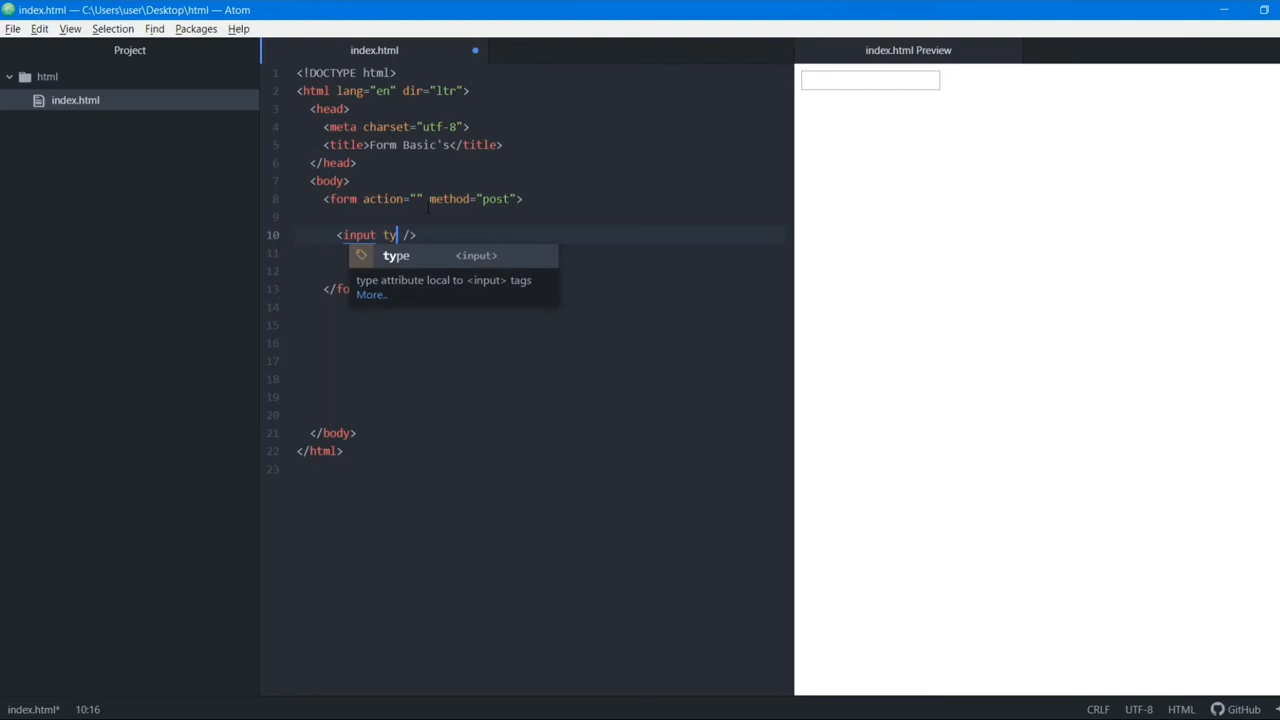 index.html — C:\Users\user\Desktop\html — Atom
File Edit View Selection Find Packages Help
Project
html
index.html
index.html
1 <!DOCTYPE html>
2 <html lang="en" dir="ltr">
3 <head>
4 <meta charset="utf-8">
5 <title>Form Basic's</title>
6 </head>
7 <body>
8 <form action="" method="post">
9
10 <input ty />
type <input>
11
12
type attribute local to <input> tags
More..
13 </fo
14
15
16
17
18
19
20
21 </body>
22 </html>
23
index.html Preview
index.html* 10:16
CRLF UTF-8 HTML GitHub